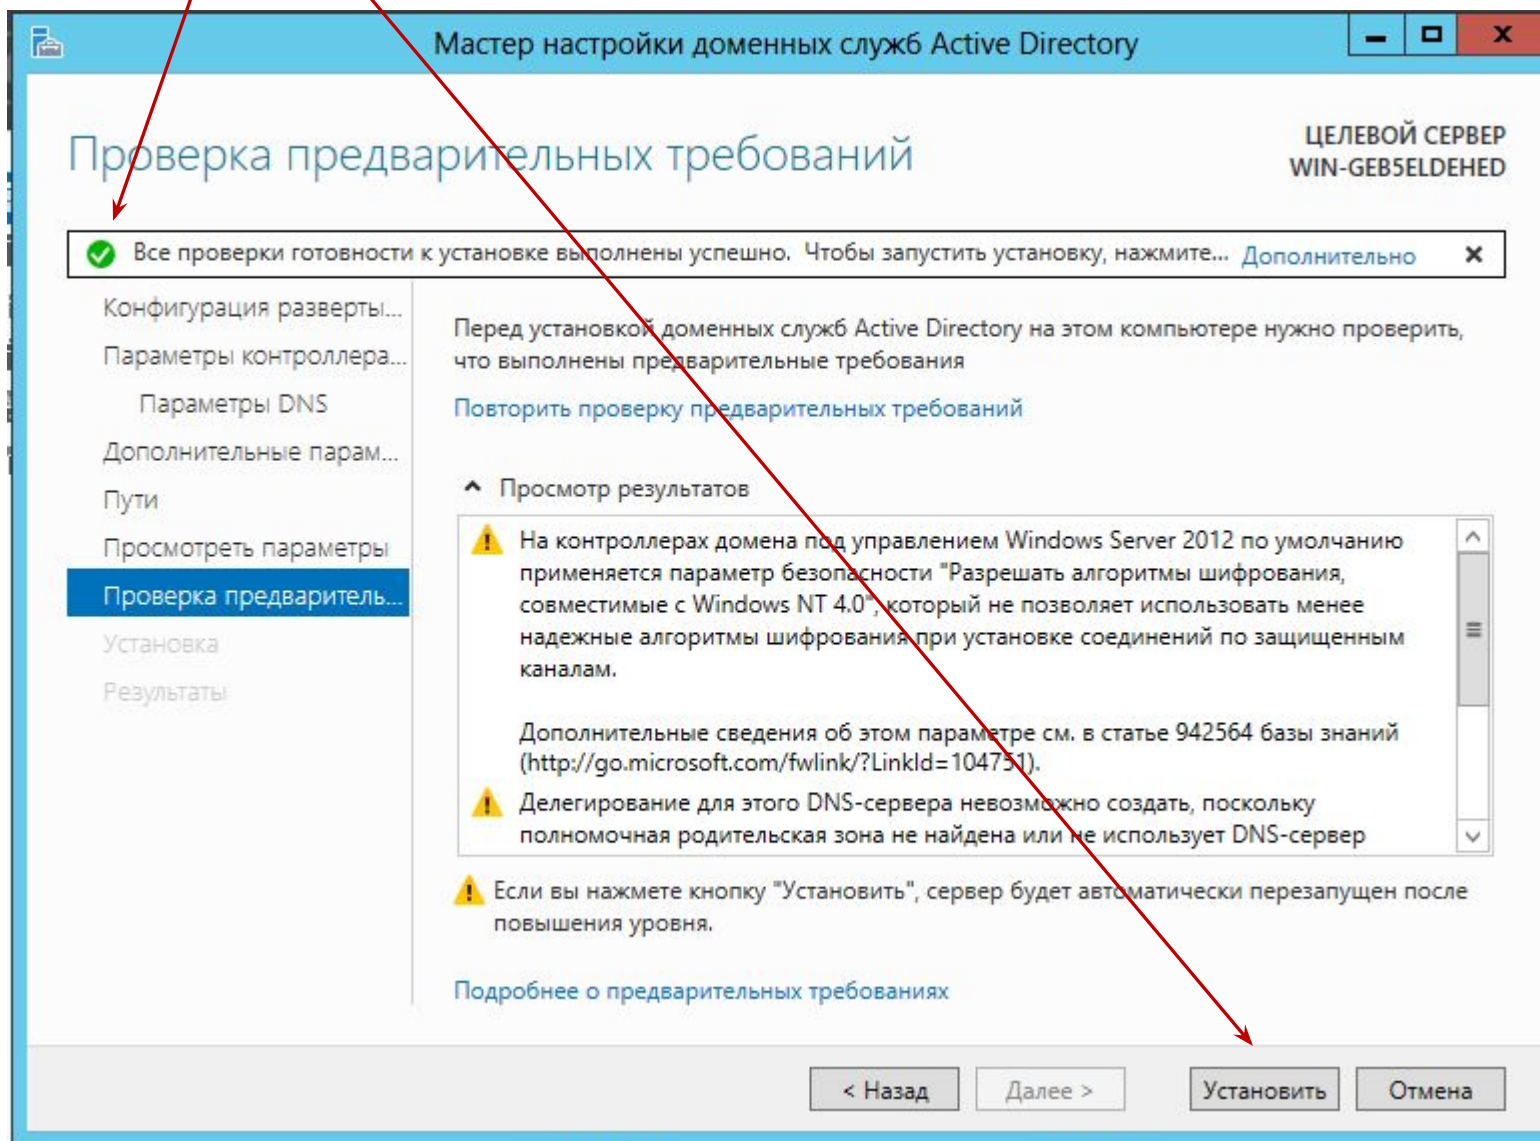 Мастер настройки доменных служб Active Directory
Проверка предварительных требований
ЦЕЛЕВОЙ СЕРВЕР
WIN-GEB5ELDEHED
Все проверки готовности к установке выполнены успешно. Чтобы запустить установку, нажмите... Дополнительно
Конфигурация разверты...
Параметры контроллера...
Параметры DNS
Дополнительные парам...
Пути
Просмотреть параметры
Проверка предваритель...
Установка
Результаты
Перед установкой доменных служб Active Directory на этом компьютере нужно проверить,
что выполнены предварительные требования
Повторить проверку предварительных требований
Просмотр результатов
На контроллерах домена под управлением Windows Server 2012 по умолчанию
применяется параметр безопасности "Разрешать алгоритмы шифрования,
совместимые с Windows NT 4.0", который не позволяет использовать менее
надежные алгоритмы шифрования при установке соединений по защищенным
каналам.
Дополнительные сведения об этом параметре см. в статье 942564 базы знаний
(http://go.microsoft.com/fwlink/?LinkId=104751).
Делегирование для этого DNS-сервера невозможно создать, поскольку
полномочная родительская зона не найдена или не использует DNS-сервер
Если вы нажмете кнопку "Установить", сервер будет автоматически перезапущен после
повышения уровня.
Подробнее о предварительных требованиях
< Назад
Далее >
Установить
Отмена